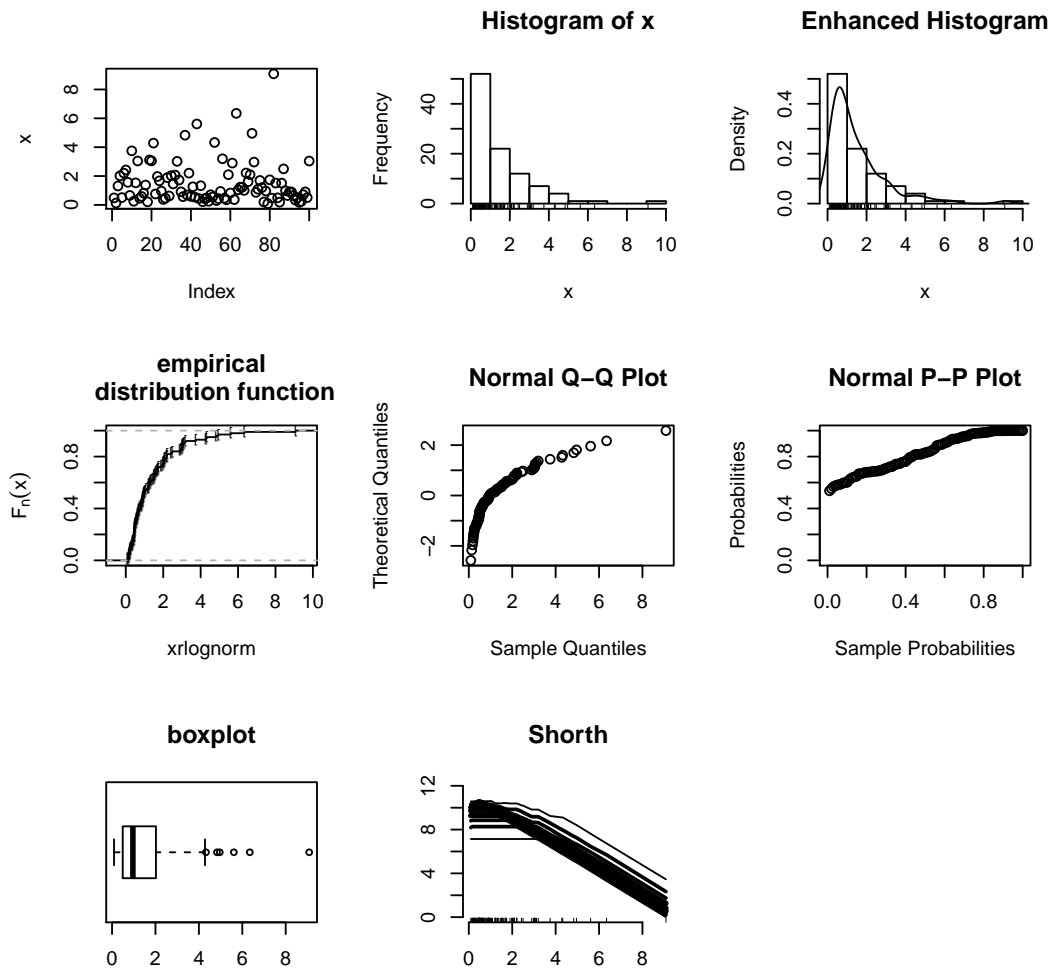 Histogram of x
Enhanced Histogram
x
0 2 4 6 8
0 20 40 60 80
Index
Frequency
0 20 40
0 2 4 6 8 10
x
Density
0.0 0.2 0.4
0 2 4 6 8 10
x
empirical
distribution function
Normal Q−Q Plot
Normal P−P Plot
Fn(x)
0.0 0.4 0.8
0 2 4 6 8 10
xrlognorm
Theoretical Quantiles
−2 0 2
0 2 4 6 8
Sample Quantiles
Probabilities
0.0 0.4 0.8
0.0 0.4 0.8
Sample Probabilities
boxplot
Shorth
0 2 4 6 8
0 4 8 12
0 2 4 6 8